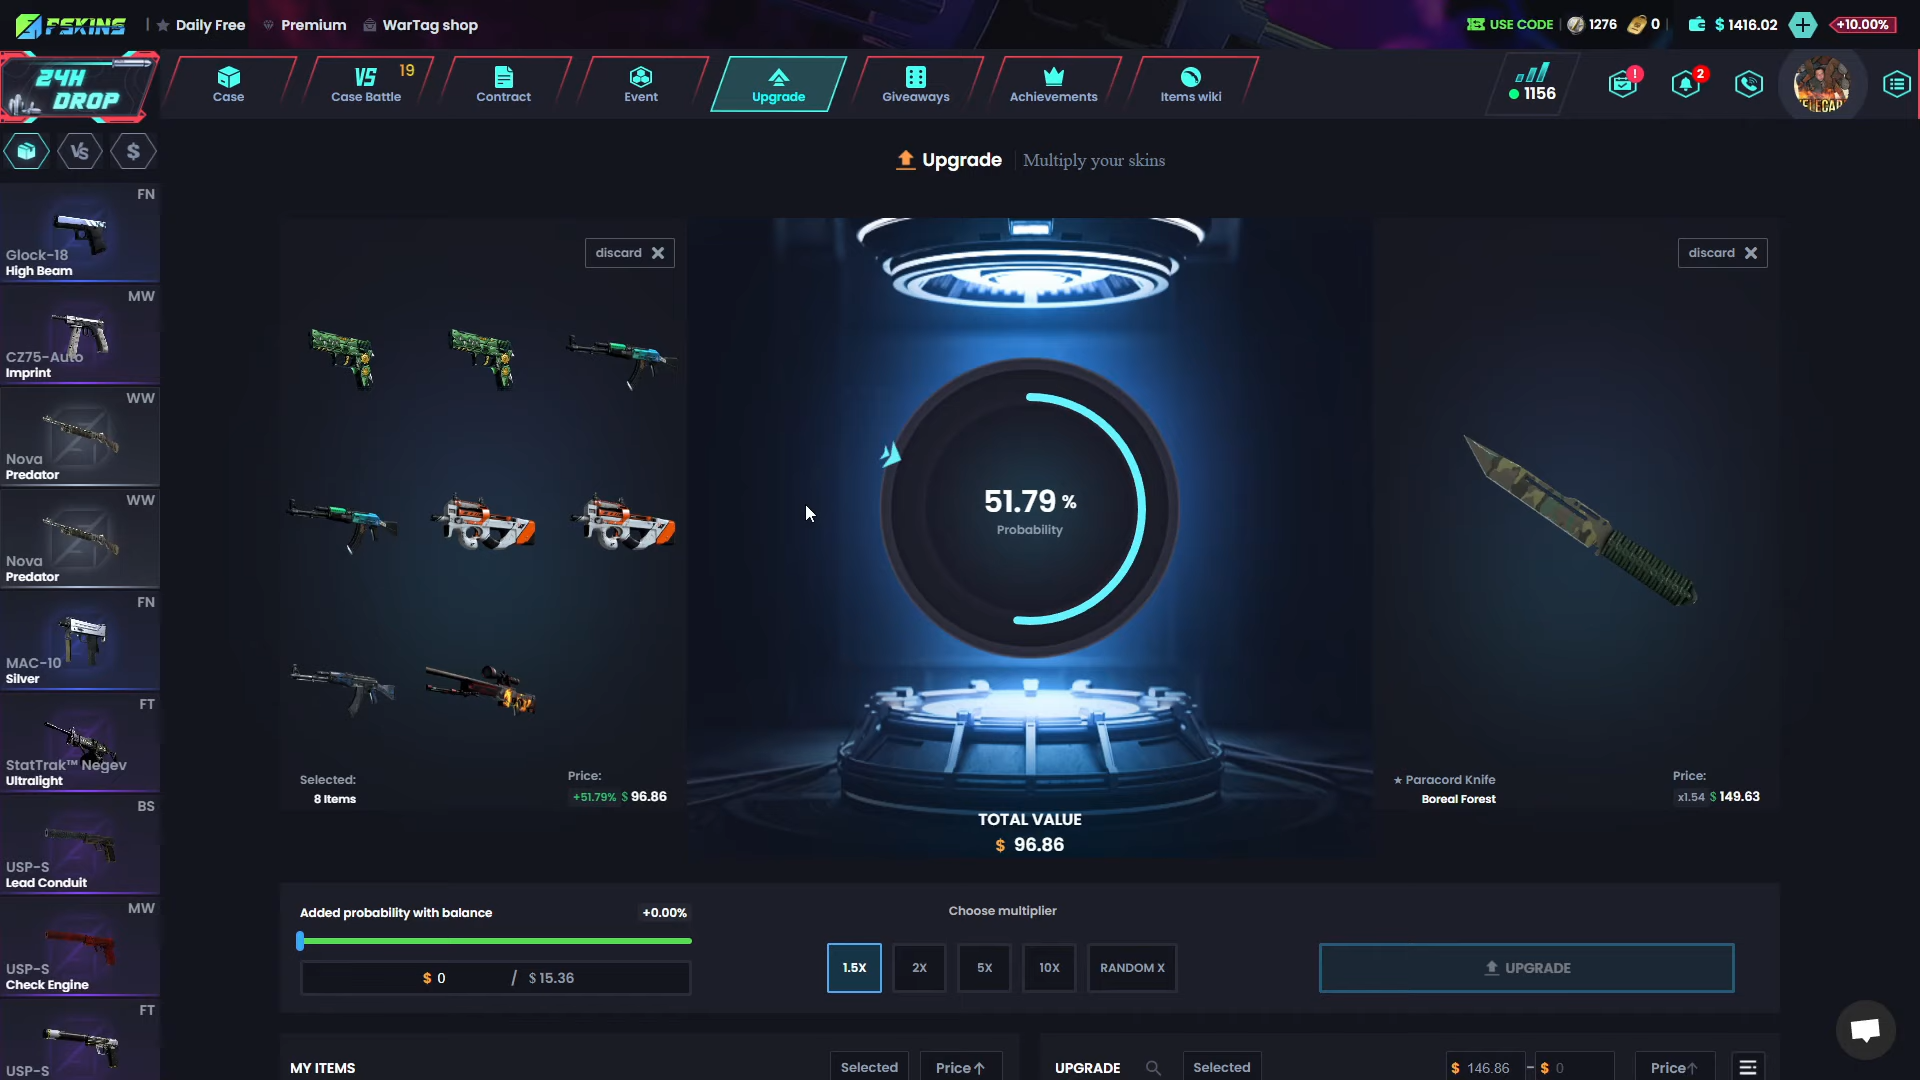 FSKINS
Daily Free
Premium
WarTag shop
USE CODE
1276
0
$ 1416.02
+10.00%
24H
DROP
Case
VS
19
Case Battle
Contract
Event
Upgrade
Giveaways
Achievements
Items wiki
1156
!
2
VS
$
Upgrade
Multiply your skins
FN
Glock-18
High Beam
MW
CZ75-Auto
Imprint
WW
Nova
Predator
WW
Nova
Predator
FN
MAC-10
Silver
FT
StatTrak™ Negev
Ultralight
BS
USP-S
Lead Conduit
MW
USP-S
Check Engine
FT
USP-S
discard
Selected:
8 Items
Price:
+51.79% $ 96.86
51.79 %
Probability
TOTAL VALUE
$ 96.86
discard
★ Paracord Knife
Boreal Forest
Price:
x1.54 $ 149.63
Added probability with balance
+0.00%
$ 0 / $ 15.36
Choose multiplier
1.5X
2X
5X
10X
RANDOM X
UPGRADE
MY ITEMS
Selected
Price
UPGRADE
Selected
$ 146.86 - $ 0
Price